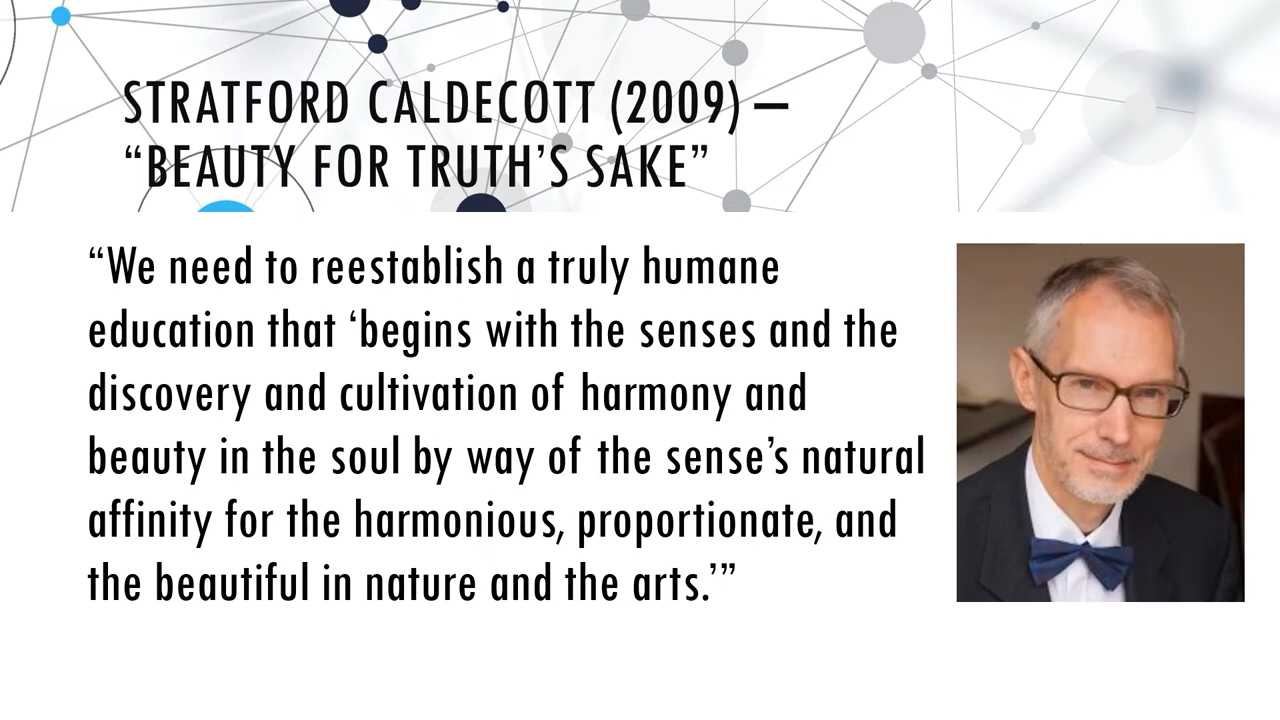 STRATFORD CALDECOTT (2009) –
“BEAUTY FOR TRUTH’S SAKE”
“We need to reestablish a truly humane
education that ‘begins with the senses and the
discovery and cultivation of harmony and
beauty in the soul by way of the sense’s natural
affinity for the harmonious, proportionate, and
the beautiful in nature and the arts.’”